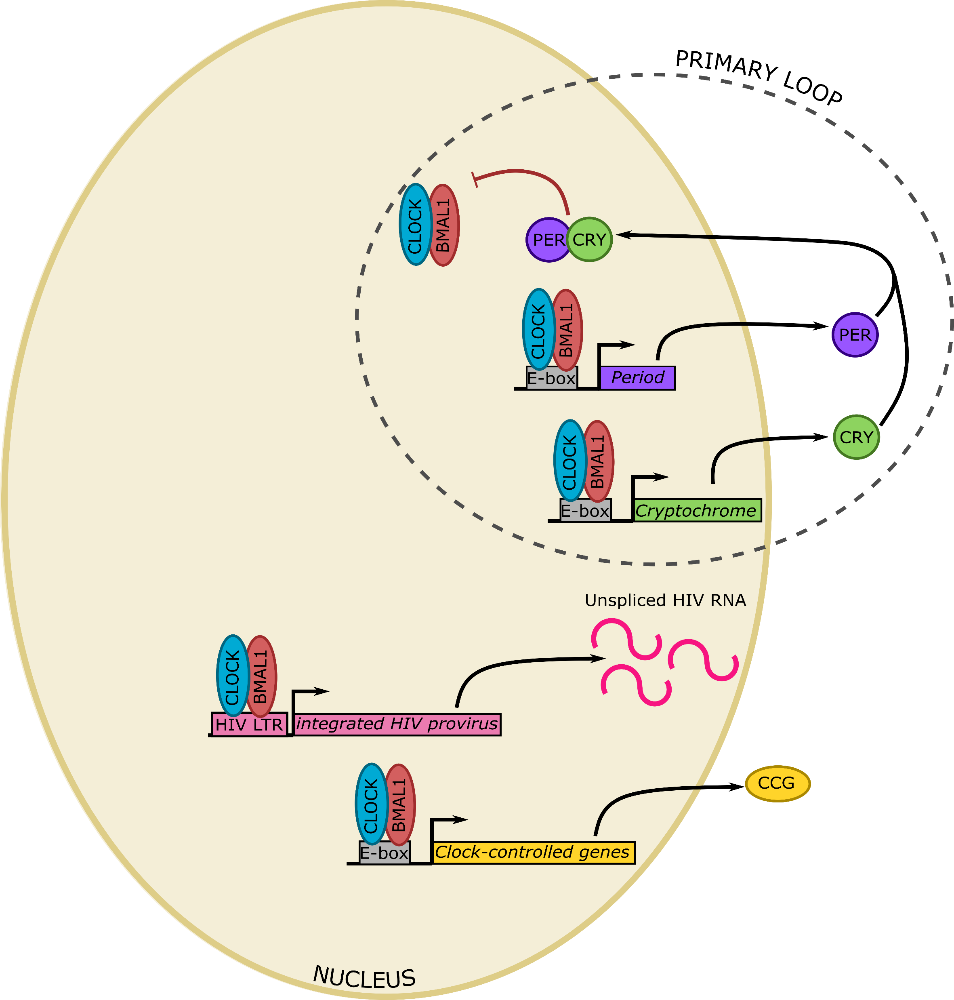 PRIMARY LOOP
CLOCK
BMAL1
PER
CRY
CLOCK
BMAL1
E-box
Period
PER
CLOCK
BMAL1
E-box
Cryptochrome
CRY
Unspliced HIV RNA
CLOCK
BMAL1
HIV LTR
integrated HIV provirus
CLOCK
BMAL1
E-box
Clock-controlled genes
CCG
NUCLEUS